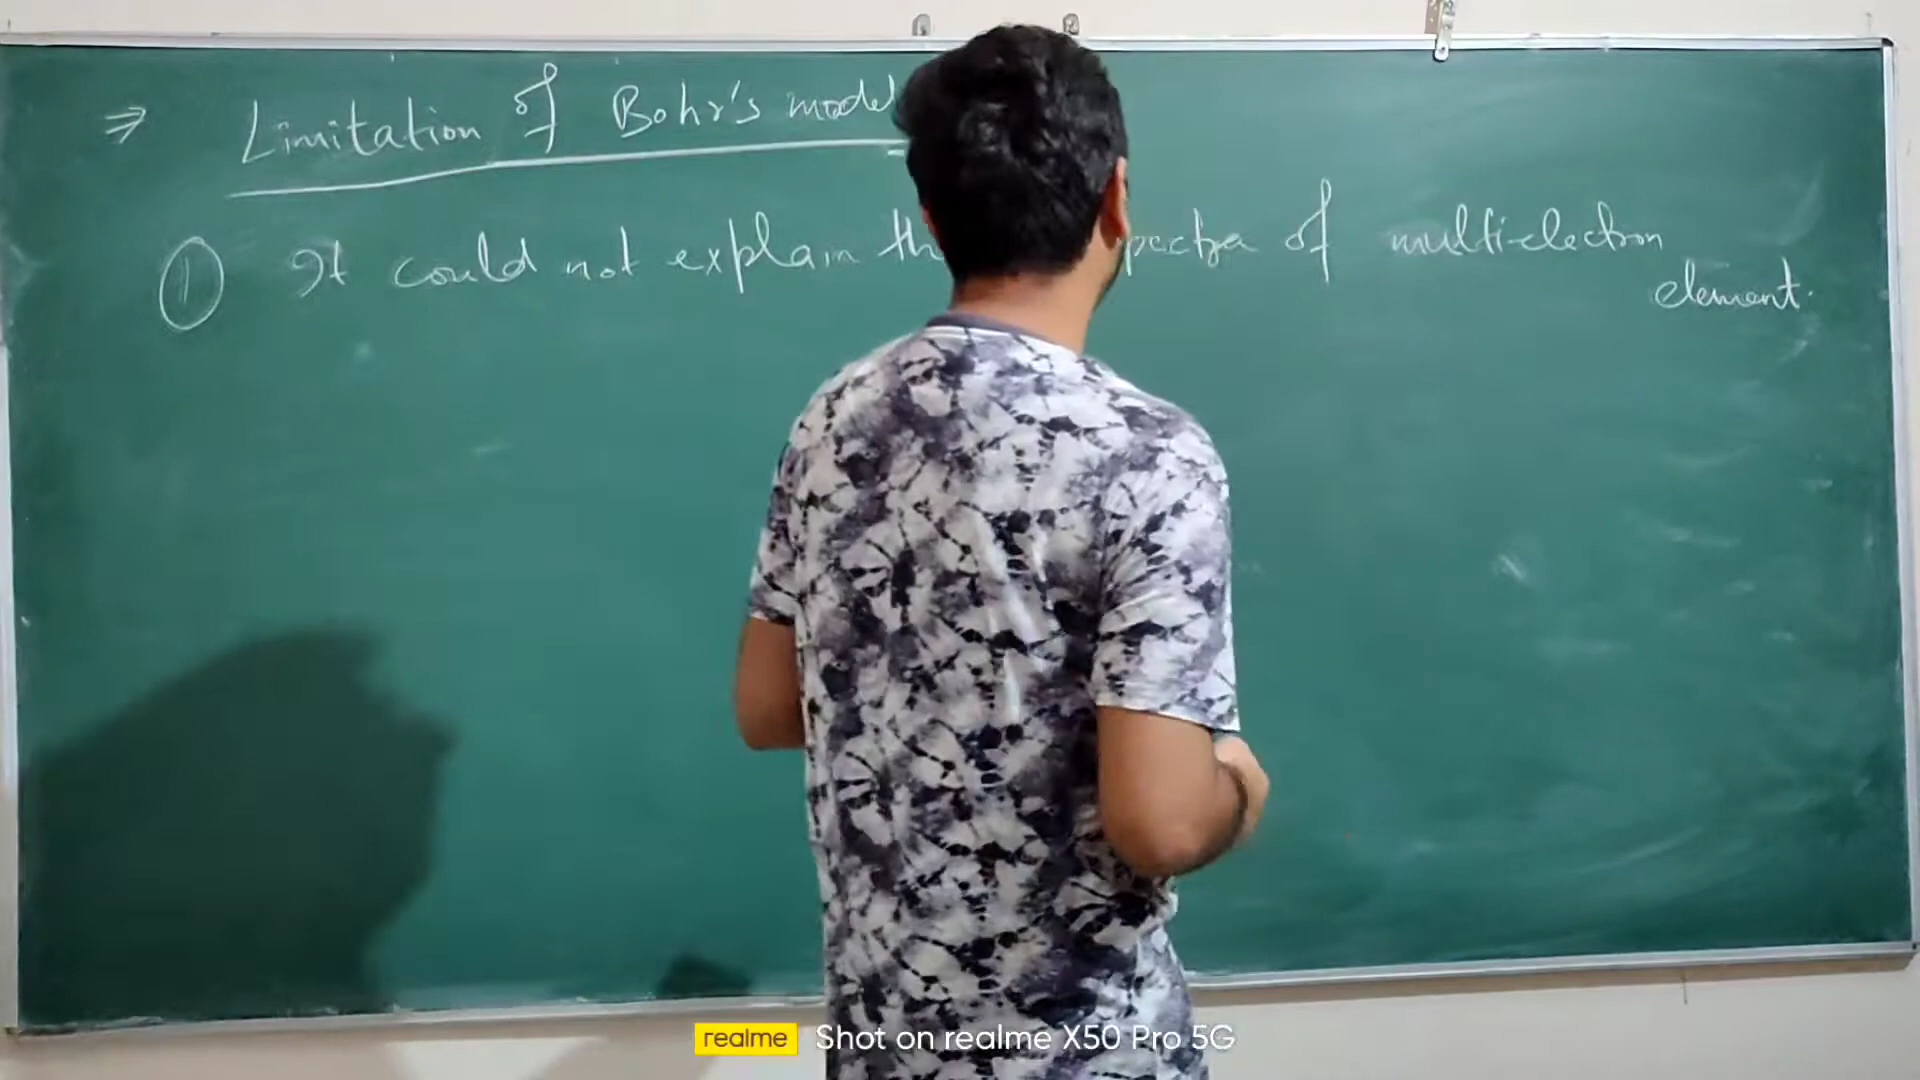 ⇒ Limitation of Bohr's model
① It could not explain th pectra of multi-electron
element.
realme Shot on realme X50 Pro 5G